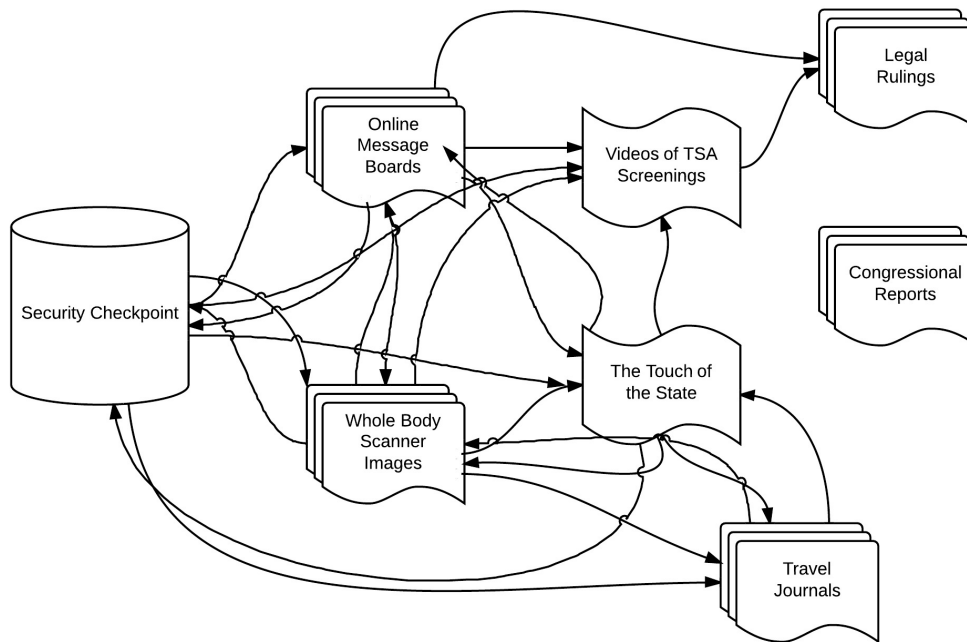 Legal
Rulings
Online
Message
Boards
Videos of TSA
Screenings
Congressional
Reports
Security Checkpoint
The Touch of
the State
Whole Body
Scanner
Images
Travel
Journals